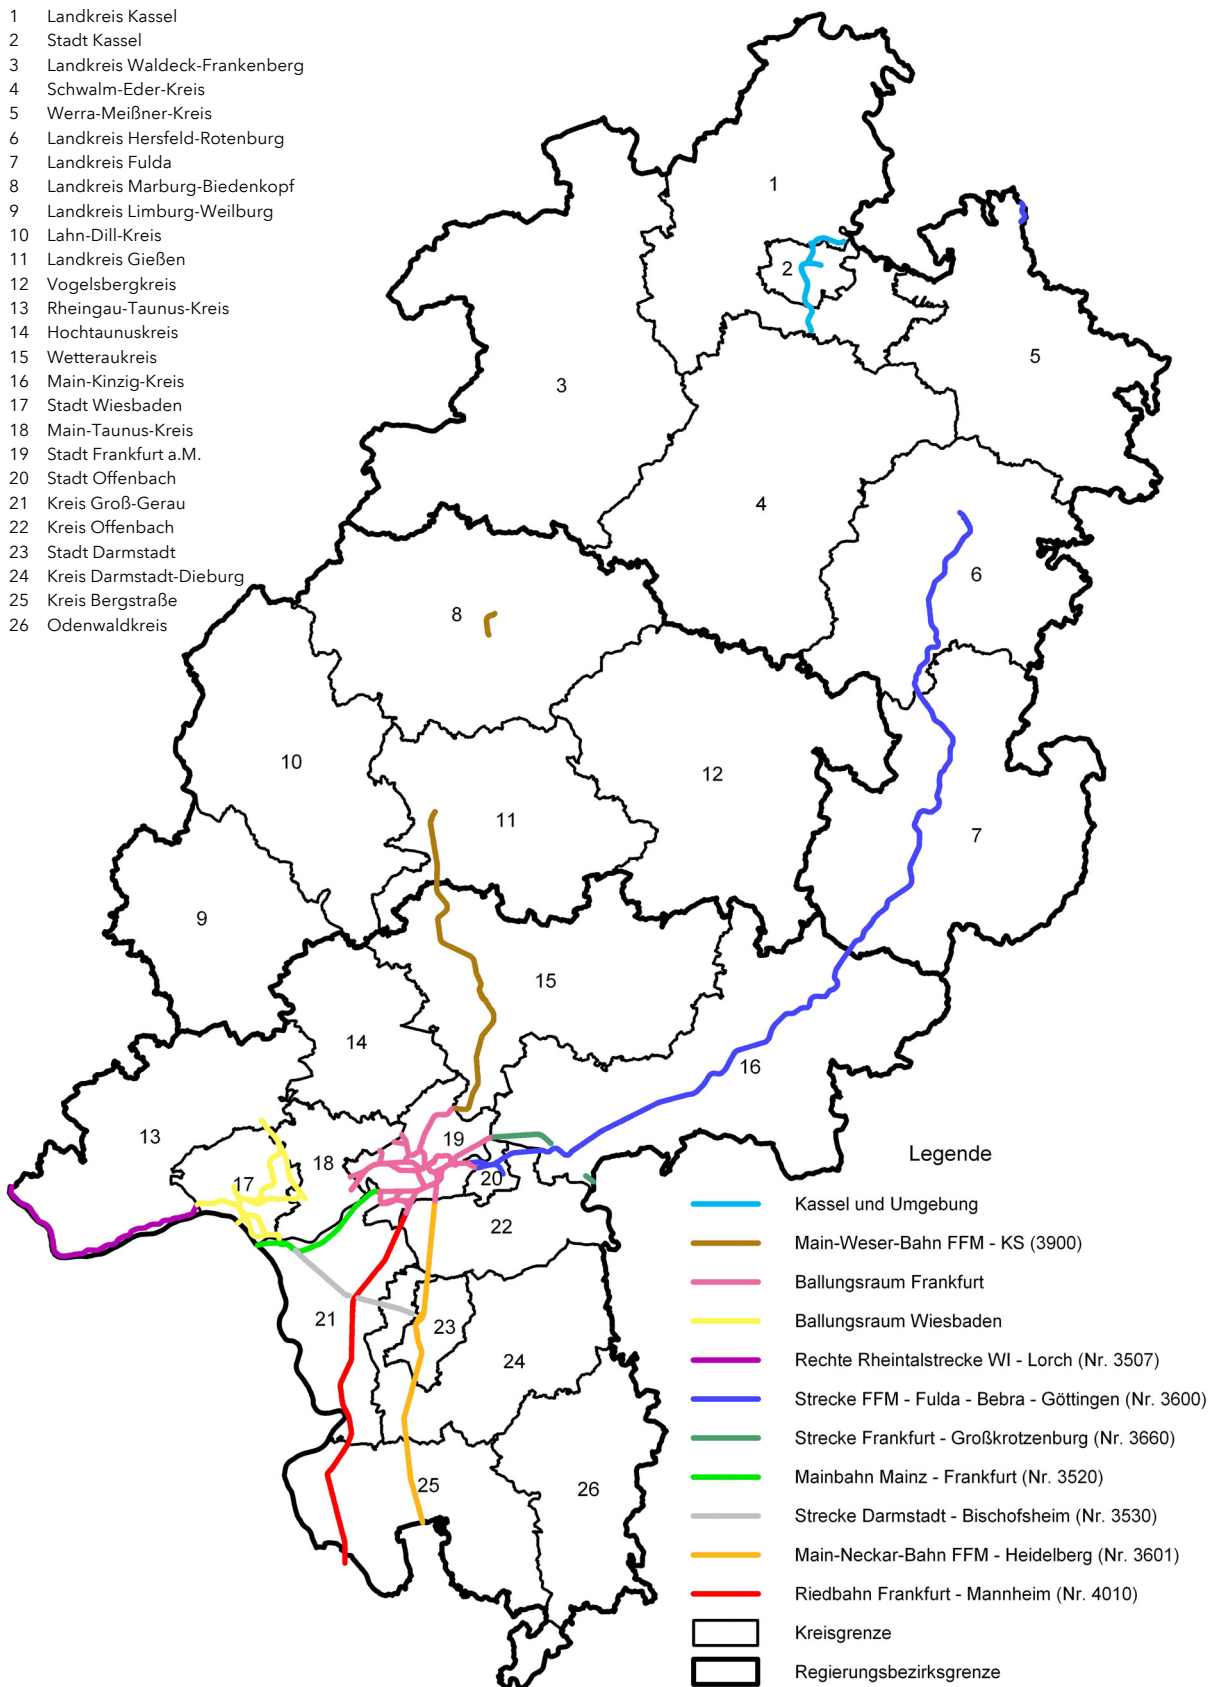 1 Landkreis Kassel
2 Stadt Kassel
3 Landkreis Waldeck-Frankenberg
4 Schwalm-Eder-Kreis
5 Werra-Meißner-Kreis
6 Landkreis Hersfeld-Rotenburg
7 Landkreis Fulda
8 Landkreis Marburg-Biedenkopf
9 Landkreis Limburg-Weilburg
10 Lahn-Dill-Kreis
11 Landkreis Gießen
12 Vogelsbergkreis
13 Rheingau-Taunus-Kreis
14 Hochtaunuskreis
15 Wetteraukreis
16 Main-Kinzig-Kreis
17 Stadt Wiesbaden
18 Main-Taunus-Kreis
19 Stadt Frankfurt a.M.
20 Stadt Offenbach
21 Kreis Groß-Gerau
22 Kreis Offenbach
23 Stadt Darmstadt
24 Kreis Darmstadt-Dieburg
25 Kreis Bergstraße
26 Odenwaldkreis
1
2
5
3
4
6
8
10
12
11
7
9
15
14
16
13
19
18
20
17
22
21
23
24
25
26
Legende
Kassel und Umgebung
Main-Weser-Bahn FFM - KS (3900)
Ballungsraum Frankfurt
Ballungsraum Wiesbaden
Rechte Rheintalstrecke WI - Lorch (Nr. 3507)
Strecke FFM - Fulda - Bebra - Göttingen (Nr. 3600)
Strecke Frankfurt - Großkrotzenburg (Nr. 3660)
Mainbahn Mainz - Frankfurt (Nr. 3520)
Strecke Darmstadt - Bischofsheim (Nr. 3530)
Main-Neckar-Bahn FFM - Heidelberg (Nr. 3601)
Riedbahn Frankfurt - Mannheim (Nr. 4010)
Kreisgrenze
Regierungsbezirksgrenze